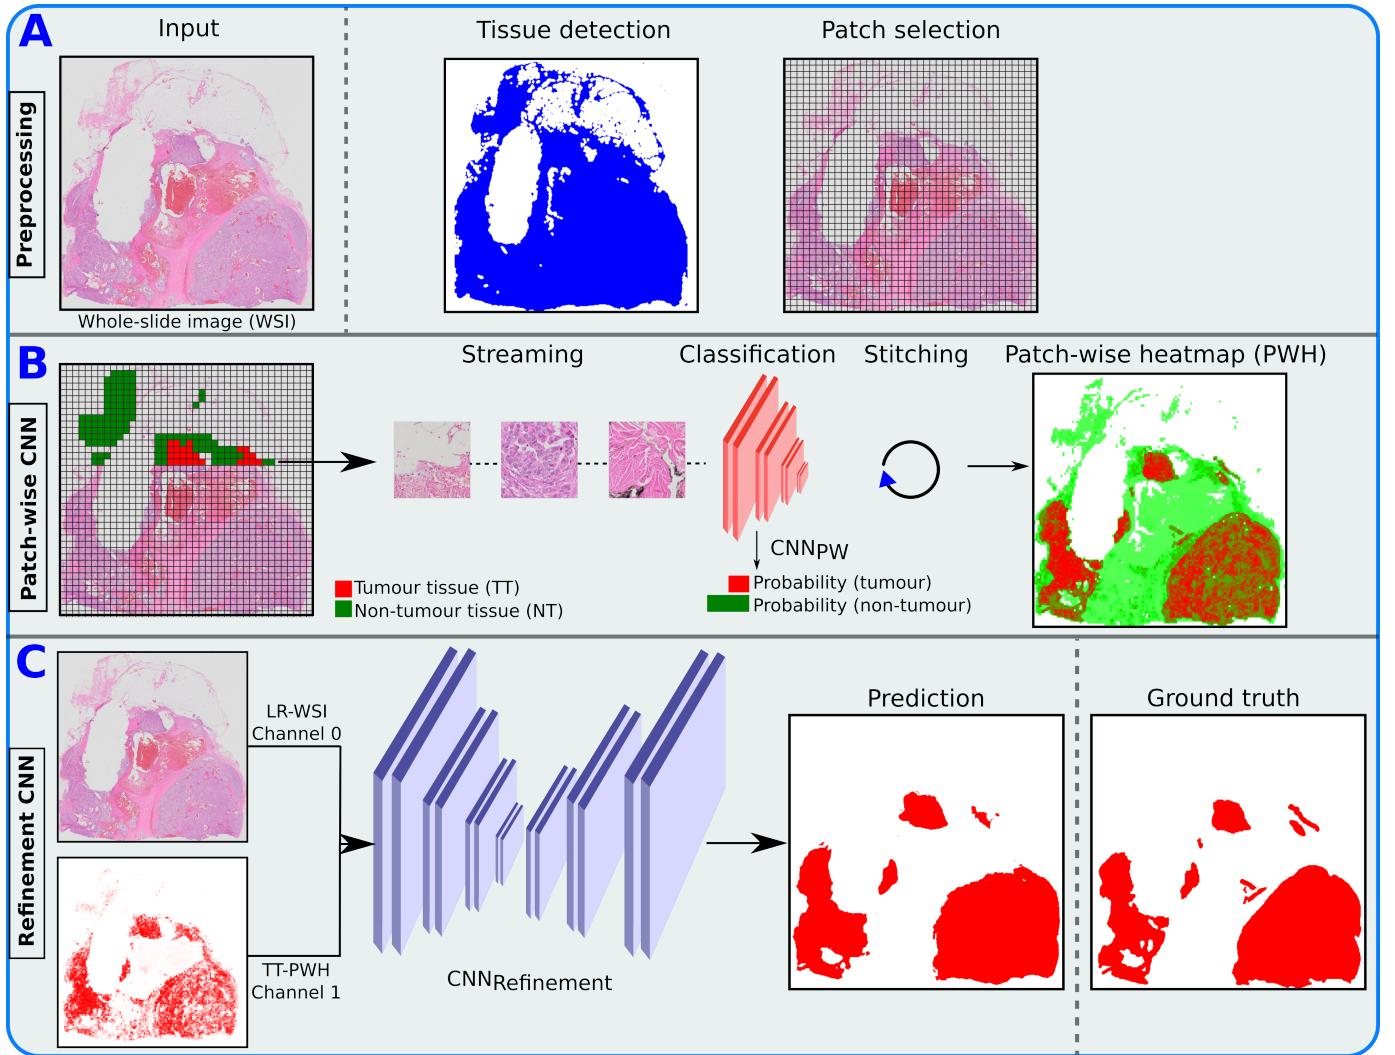 A
Input
Tissue detection
Patch selection
Preprocessing
Whole-slide image (WSI)
B
Streaming
Classification
Stitching
Patch-wise heatmap (PWH)
Patch-wise CNN
CNNPW
Tumour tissue (TT)
Non-tumour tissue (NT)
Probability (tumour)
Probability (non-tumour)
C
Prediction
Ground truth
LR-WSI
Channel 0
Refinement CNN
TT-PWH
Channel 1
CNNRefinement